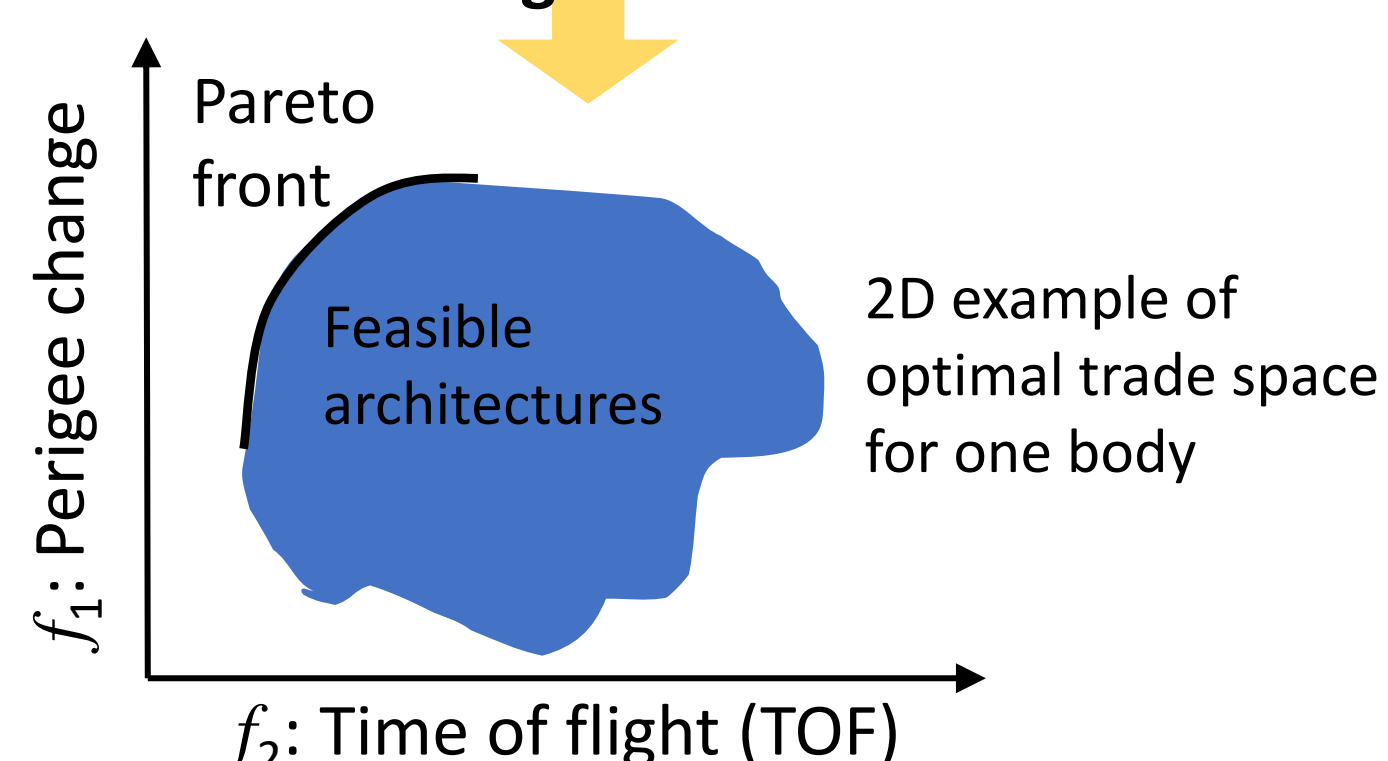 Pareto
front
f1: Perigee change
Feasible
architectures
2D example of
optimal trade space
for one body
f2: Time of flight (TOF)